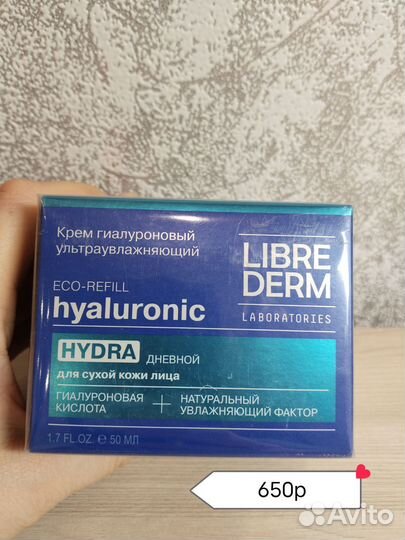 Крем гиалуроновый
ультраувлажняющий
ECO-REFILL
hyaluronic
HYDRA ДНЕВНОЙ
для сухой кожи лица
ГИАЛУРОНОВАЯ
КИСЛОТА
+
НАТУРАЛЬНЫЙ
УВЛАЖНЯЮЩИЙ ФАКТОР
1.7 FL. OZ. ℮ 50 МЛ
LIBRE
DERM
LABORATORIES
650р
Avito